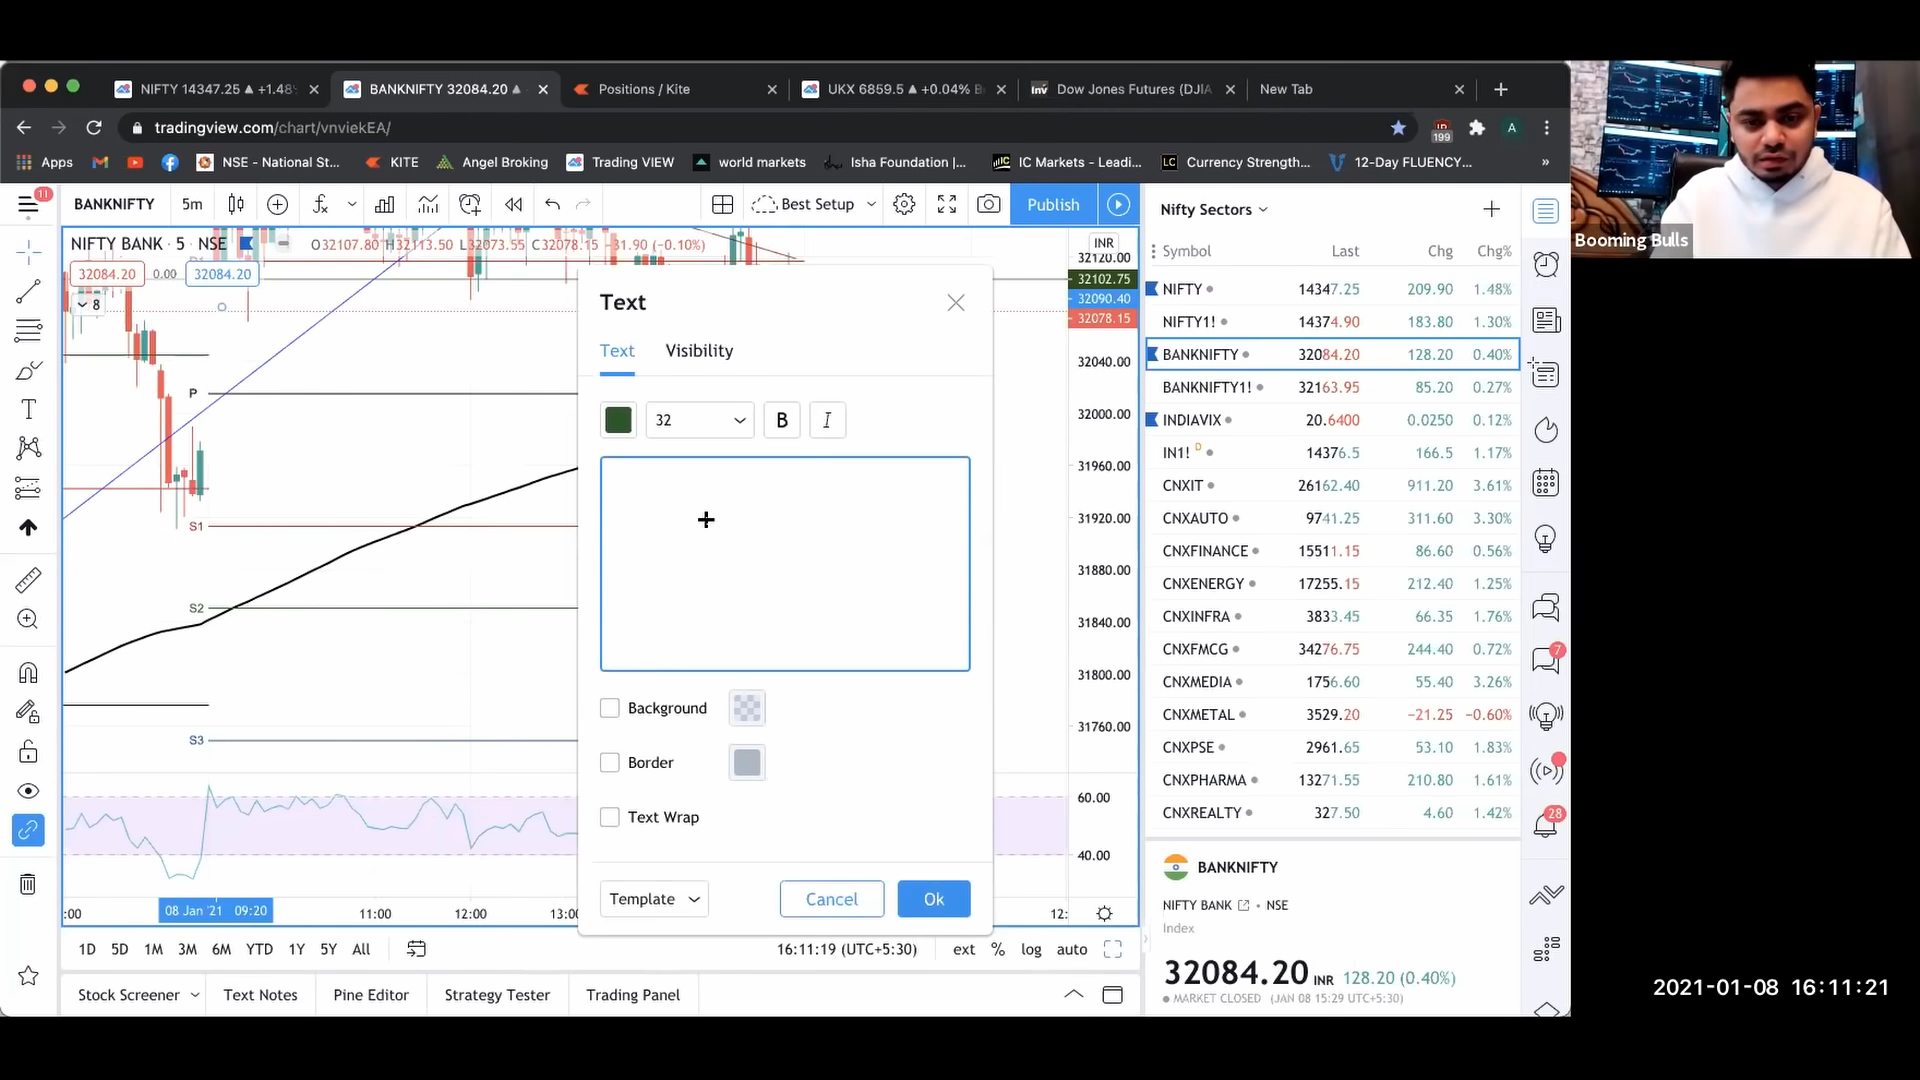 NIFTY 14347.25 ▲ +1.48%
BANKNIFTY 32084.20 ▲
Positions / Kite
UKX 6859.5 ▲ +0.04% B
Dow Jones Futures (DJIA
New Tab
tradingview.com/chart/vnviekEA/
199
A
Apps
NSE - National St...
KITE
Angel Broking
Trading VIEW
world markets
Isha Foundation |...
IC Markets - Leadi...
Currency Strength...
12-Day FLUENCY...
»
11
BANKNIFTY
5m
Best Setup
Publish
Nifty Sectors
Booming Bulls
NIFTY BANK · 5 · NSE
O32107.80 H32113.50 L32073.55 C32078.15 −31.90 (−0.10%)
INR
32084.20
0.00
32084.20
8
Symbol Last Chg Chg%
NIFTY 14347.25 209.90 1.48%
NIFTY1! 14374.90 183.80 1.30%
BANKNIFTY 32084.20 128.20 0.40%
BANKNIFTY1! 32163.95 85.20 0.27%
INDIAVIX 20.6400 0.0250 0.12%
IN1! D 14376.5 166.5 1.17%
CNXIT 26162.40 911.20 3.61%
CNXAUTO 9741.25 311.60 3.30%
CNXFINANCE 15511.15 86.60 0.56%
CNXENERGY 17255.15 212.40 1.25%
CNXINFRA 3833.45 66.35 1.76%
CNXFMCG 34276.75 244.40 0.72%
CNXMEDIA 1756.60 55.40 3.26%
CNXMETAL 3529.20 −21.25 −0.60%
CNXPSE 2961.65 53.10 1.83%
CNXPHARMA 13271.55 210.80 1.61%
CNXREALTY 327.50 4.60 1.42%
32120.00
32102.75
32090.40
32078.15
32040.00
32000.00
31960.00
31920.00
31880.00
31840.00
31800.00
31760.00
60.00
40.00
P
S1
S2
S3
Text
Text
Visibility
32
B
I
Background
Border
Text Wrap
Template
Cancel
Ok
:00
08 Jan '21 09:20
11:00
12:00
13:00
12:
1D 5D 1M 3M 6M YTD 1Y 5Y All
16:11:19 (UTC+5:30)
ext
%
log
auto
Stock Screener
Text Notes
Pine Editor
Strategy Tester
Trading Panel
7
28
BANKNIFTY
NIFTY BANK · NSE
Index
32084.20 INR 128.20 (0.40%)
MARKET CLOSED (JAN 08 15:29 UTC+5:30)
2021-01-08 16:11:21